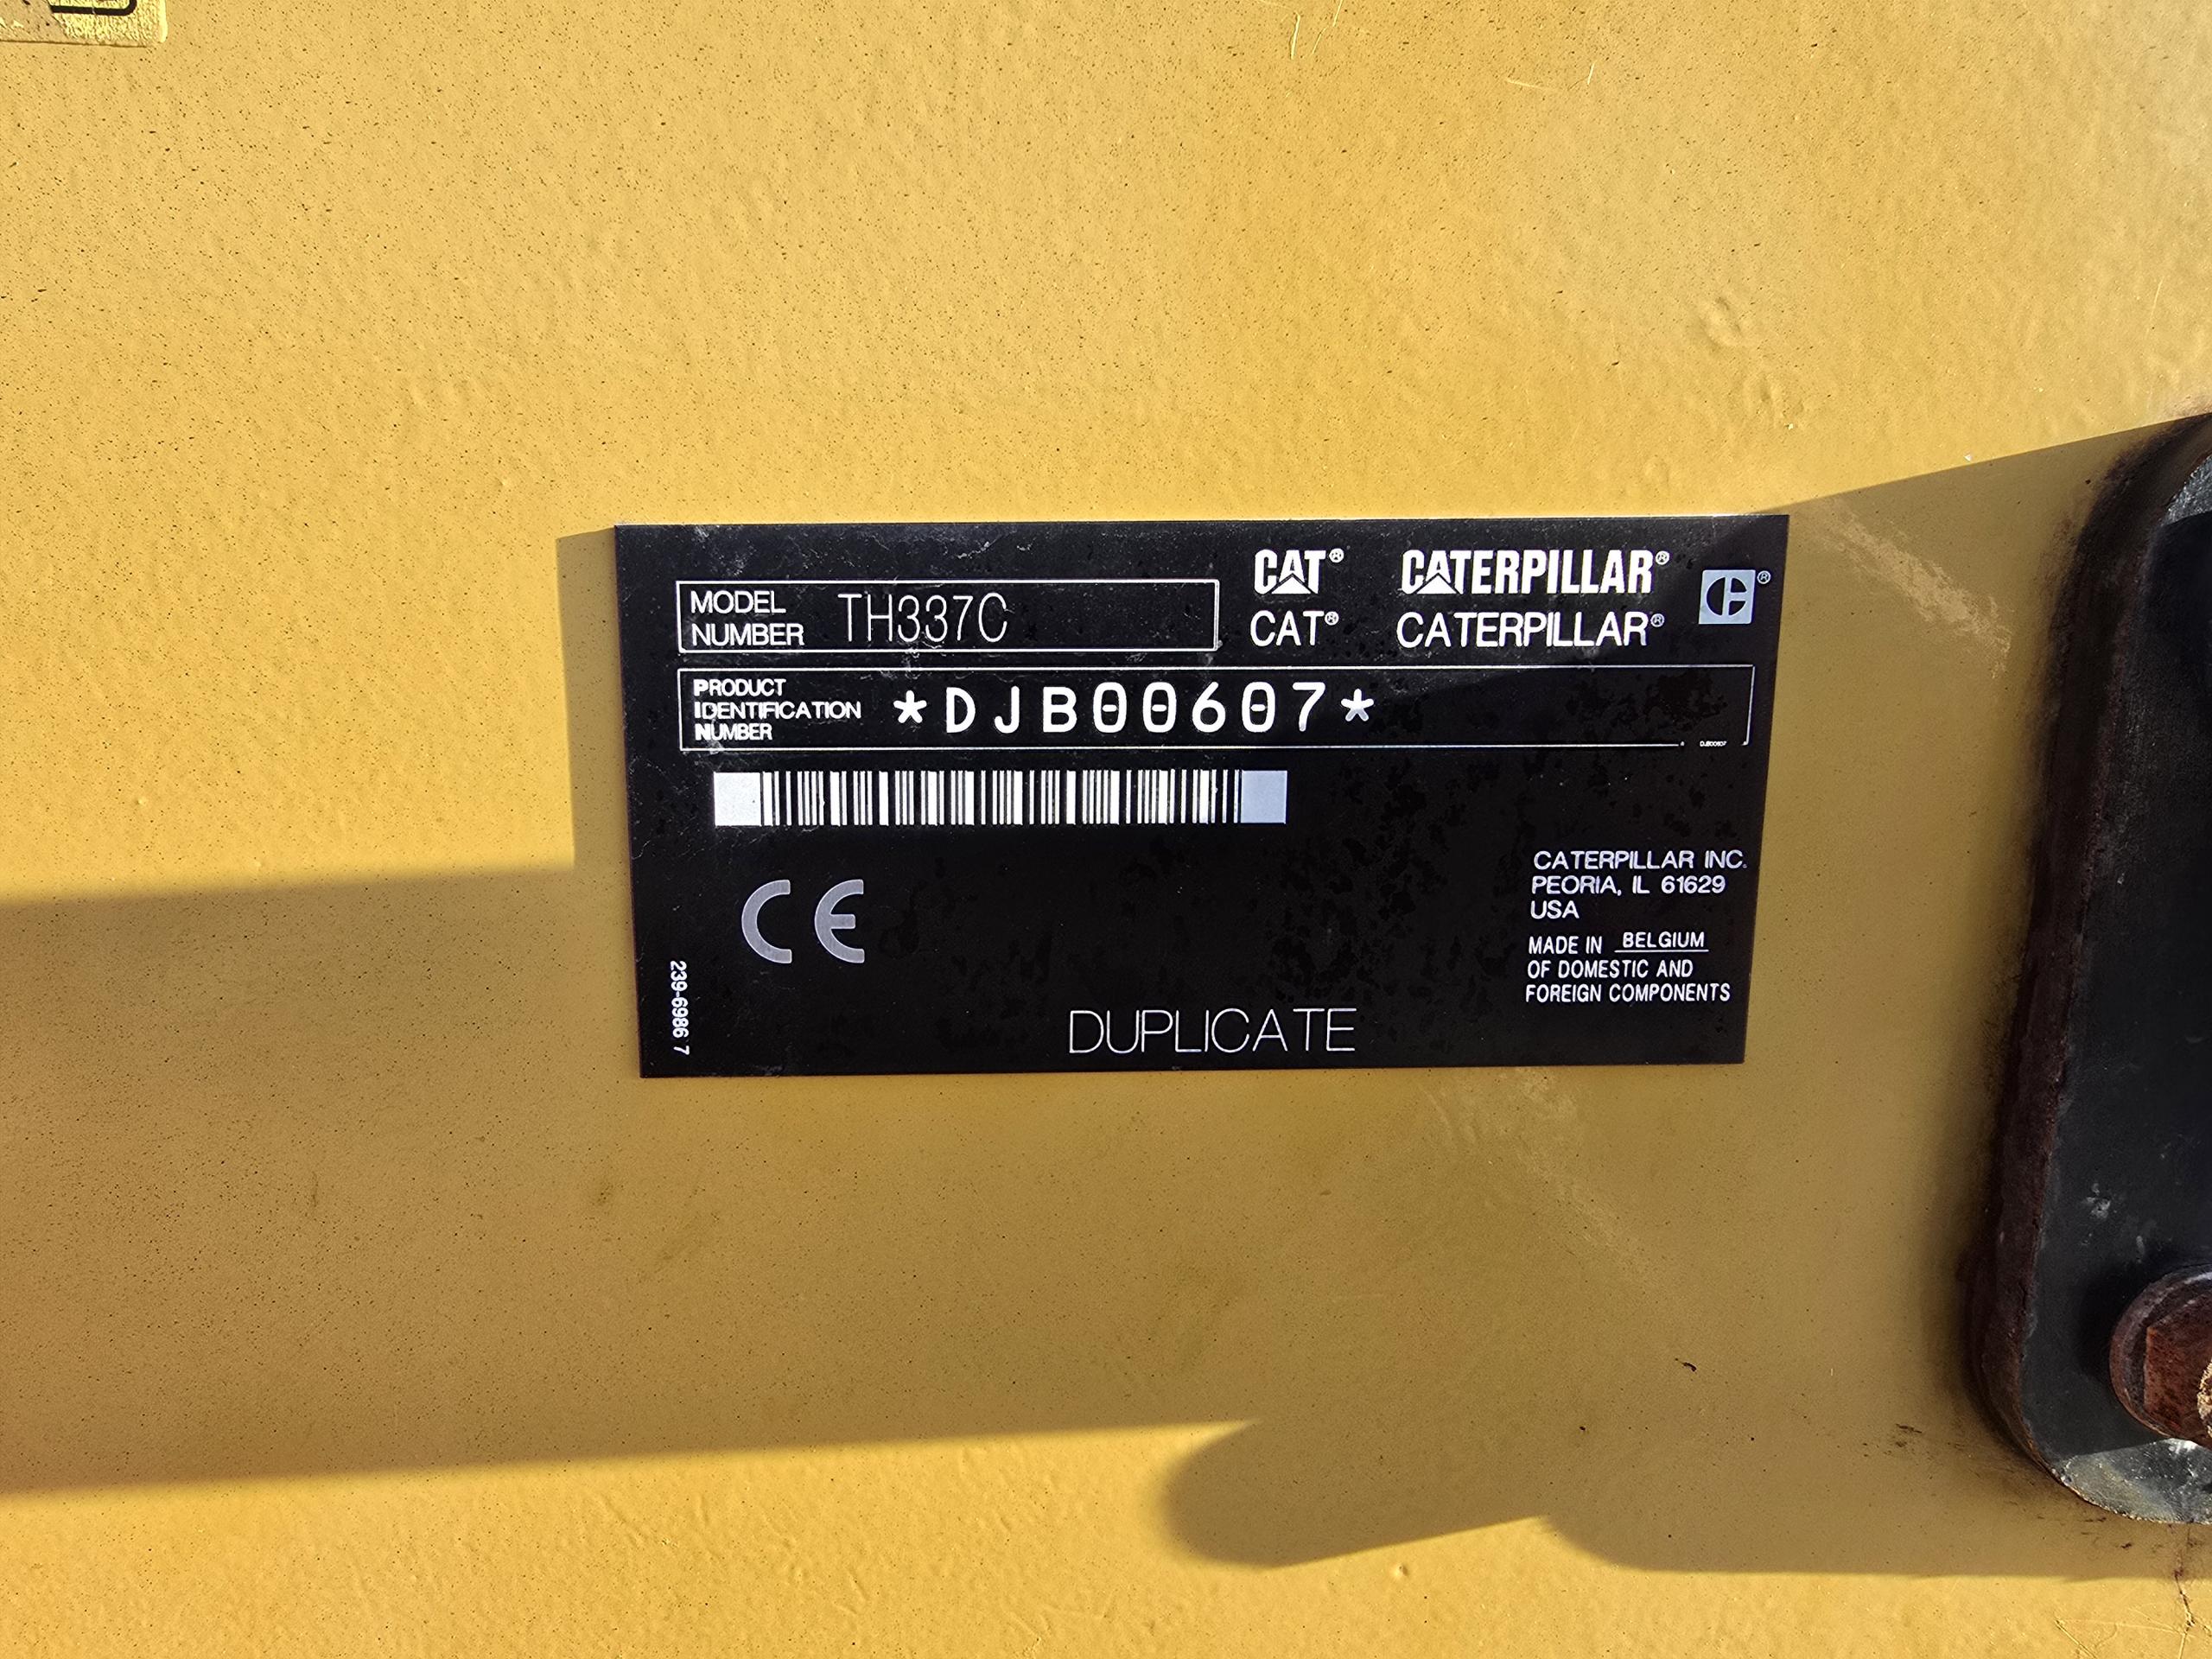 MODEL NUMBER TH337C
CAT® CATERPILLAR®
CAT® CATERPILLAR®
PRODUCT IDENTIFICATION NUMBER *DJB00607*
DJB00607
CATERPILLAR INC.
PEORIA, IL 61629
USA
MADE IN BELGIUM
OF DOMESTIC AND
FOREIGN COMPONENTS
CE
239-6986 7
DUPLICATE